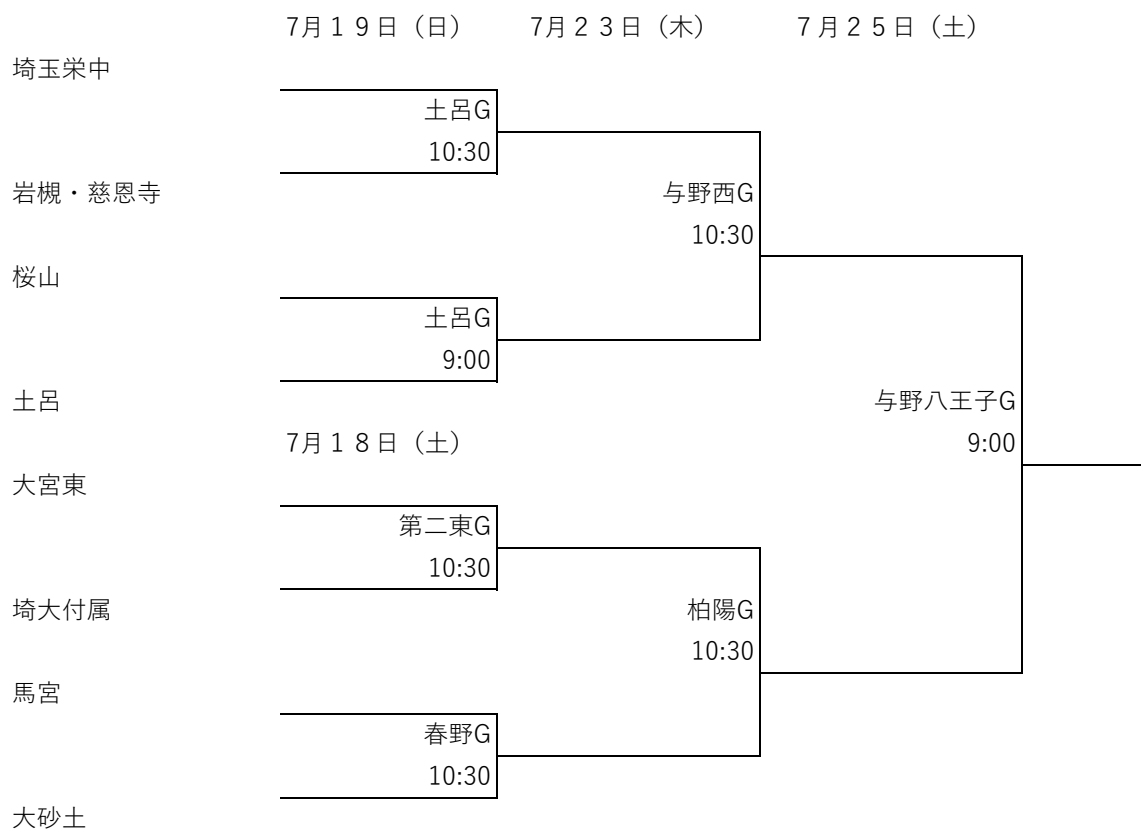 7月１９日（日） 7月２３日（木） 7月２５日（土）
埼玉栄中
土呂G
10:30
岩槻・慈恩寺
与野西G
10:30
桜山
土呂G
9:00
土呂
与野八王子G
7月１８日（土）
9:00
大宮東
第二東G
10:30
埼大付属
柏陽G
10:30
馬宮
春野G
10:30
大砂土